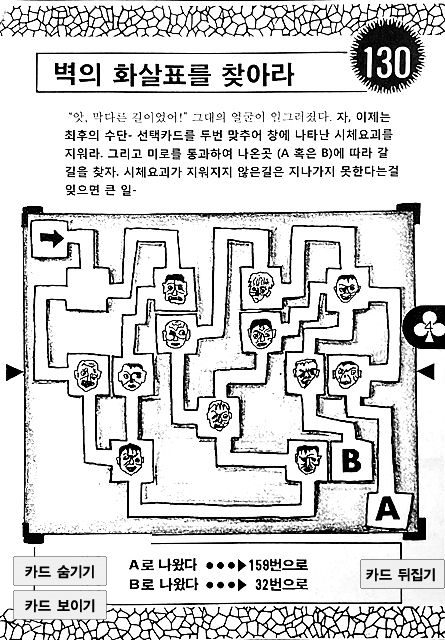 130
벽의 화살표를 찾아라
"앗, 막다른 길이었어!" 그대의 얼굴이 일그러졌다. 자, 이제는
최후의 수단- 선택카드를 두번 맞추어 창에 나타난 시체요괴를
지워라. 그리고 미로를 통과하여 나온곳 (A 혹은 B)에 따라 갈
길을 찾자. 시체요괴가 지워지지 않은길은 지나가지 못한다는걸
잊으면 큰 일-
B
A
A로 나왔다 ●●●▶159번으로
B로 나왔다 ●●●▶ 32번으로
카드 숨기기
카드 뒤집기
카드 보이기